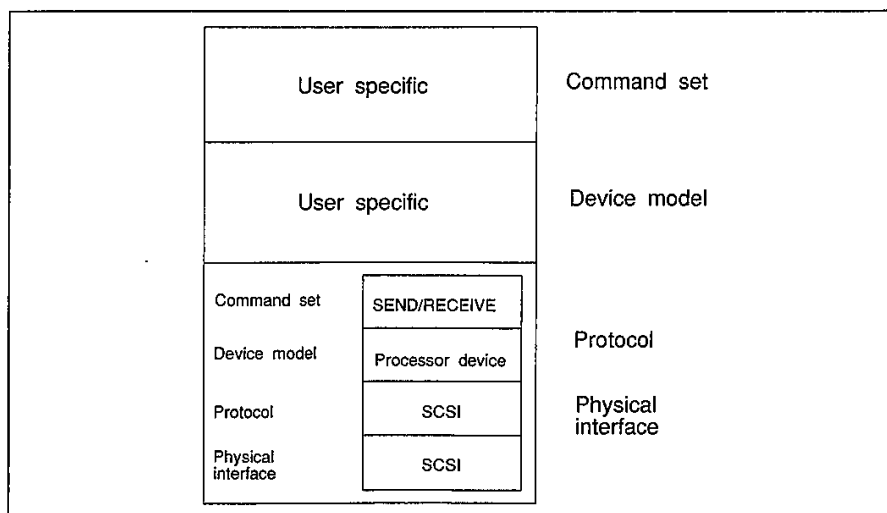 User specific
Command set
User specific
Device model
Command set
SEND/RECEIVE
Device model
Processor device
Protocol
Protocol
SCSI
Physical
interface
Physical
interface
SCSI